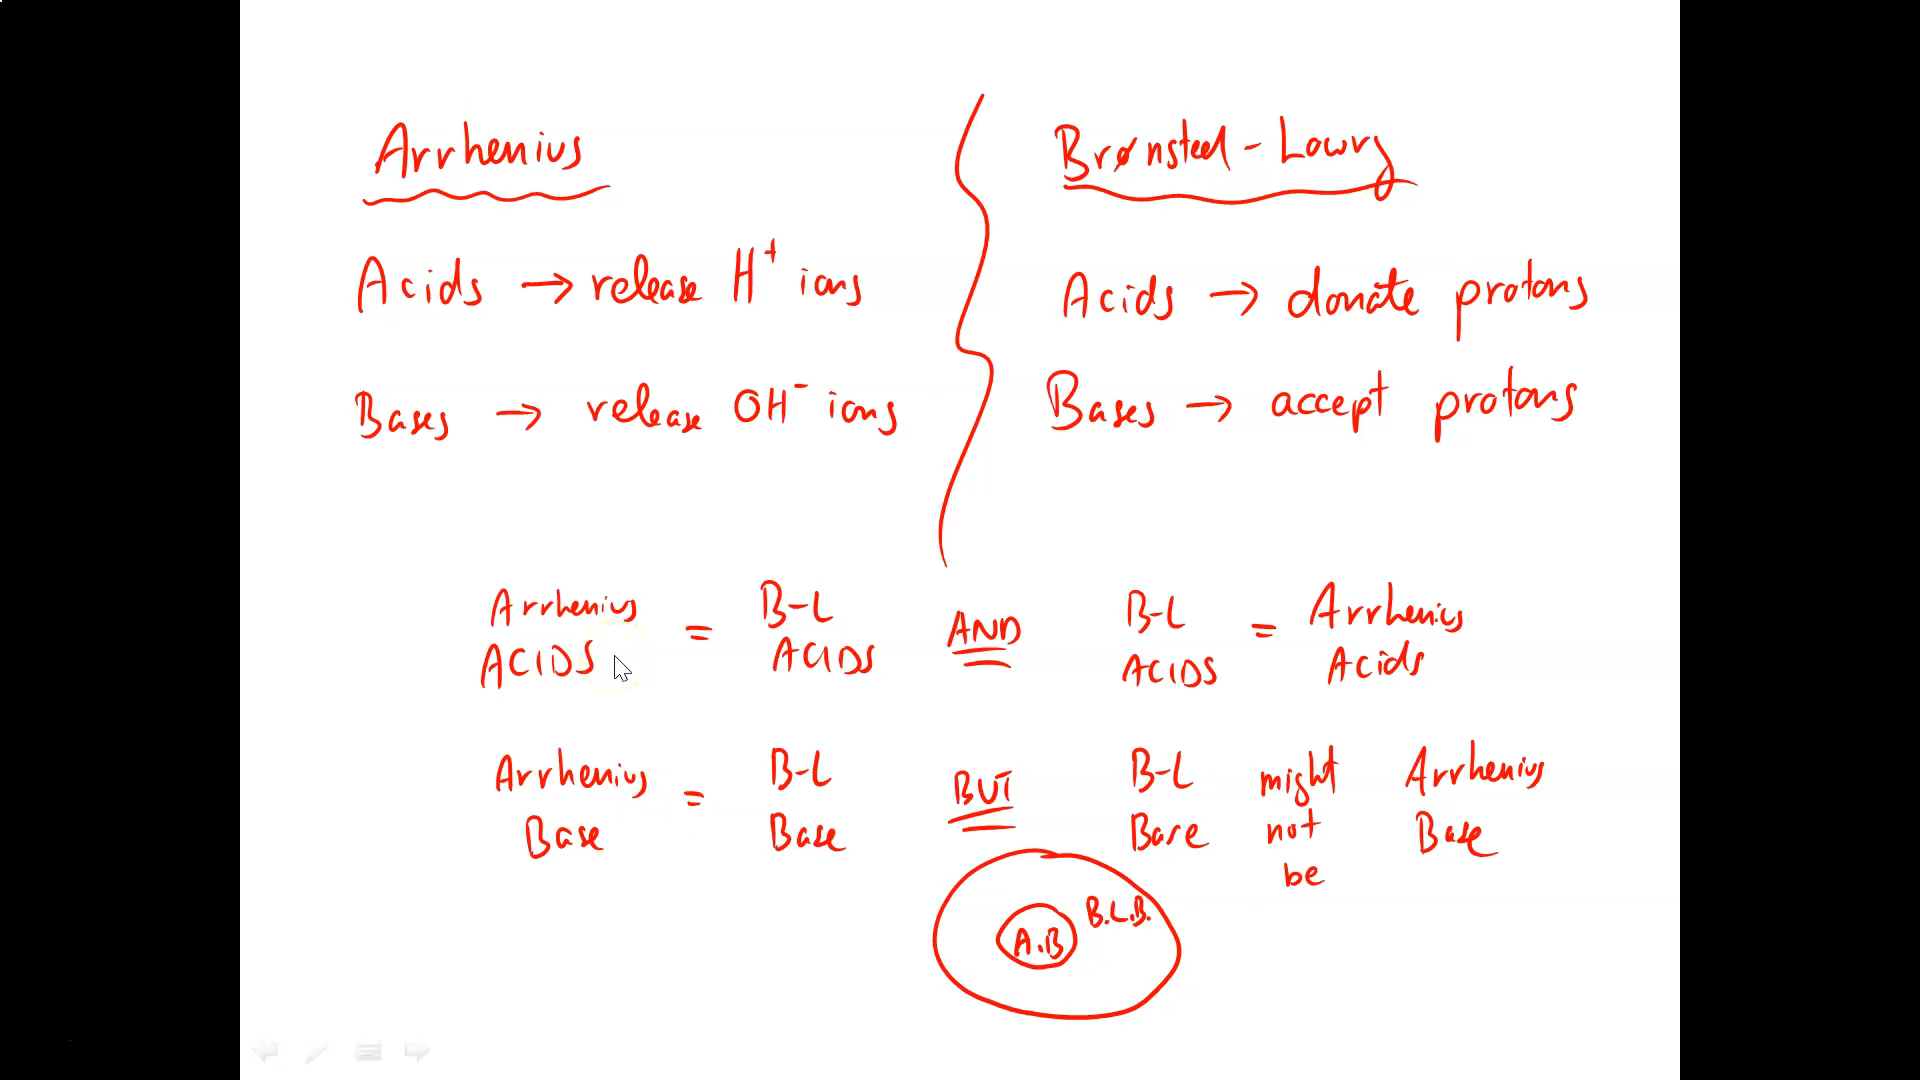 Arrhenius
Acids → release H⁺ ions
Bases → release OH⁻ ions
Brønsted-Lowry
Acids → donate protons
Bases → accept protons
Arrhenius = B-L AND B-L = Arrhenius
ACIDS ACIDS ACIDS Acids
Arrhenius = B-L BUT B-L might Arrhenius
Base Base Base not Base
be
B.L.B.
A.B